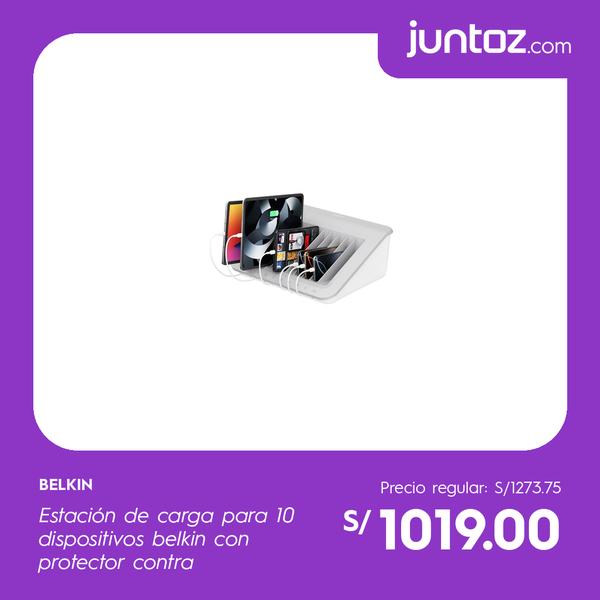 juntoz.com
BELKIN
Estación de carga para 10
dispositivos belkin con
protector contra
Precio regular: S/1273.75
S/ 1019.00